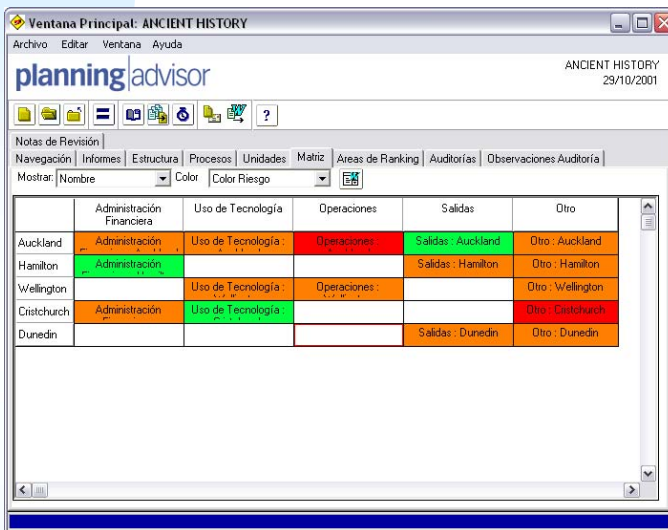 Ventana Principal: ANCIENT HISTORY
Archivo Editar Ventana Ayuda
planning advisor
ANCIENT HISTORY
29/10/2001
?
Notas de Revisión
Navegación Informes Estructura Procesos Unidades Matriz Areas de Ranking Auditorías Observaciones Auditoría
Mostrar: Nombre Color Color Riesgo
Administración Financiera Uso de Tecnología Operaciones Salidas Otro
Auckland Administración Uso de Tecnología : Operaciones : Salidas : Auckland Otro : Auckland
Hamilton Administración Salidas : Hamilton Otro : Hamilton
Wellington Uso de Tecnología : Operaciones : Otro : Wellington
Cristchurch Administración Uso de Tecnología : Otro : Cristchurch
Dunedin Salidas : Dunedin Otro : Dunedin